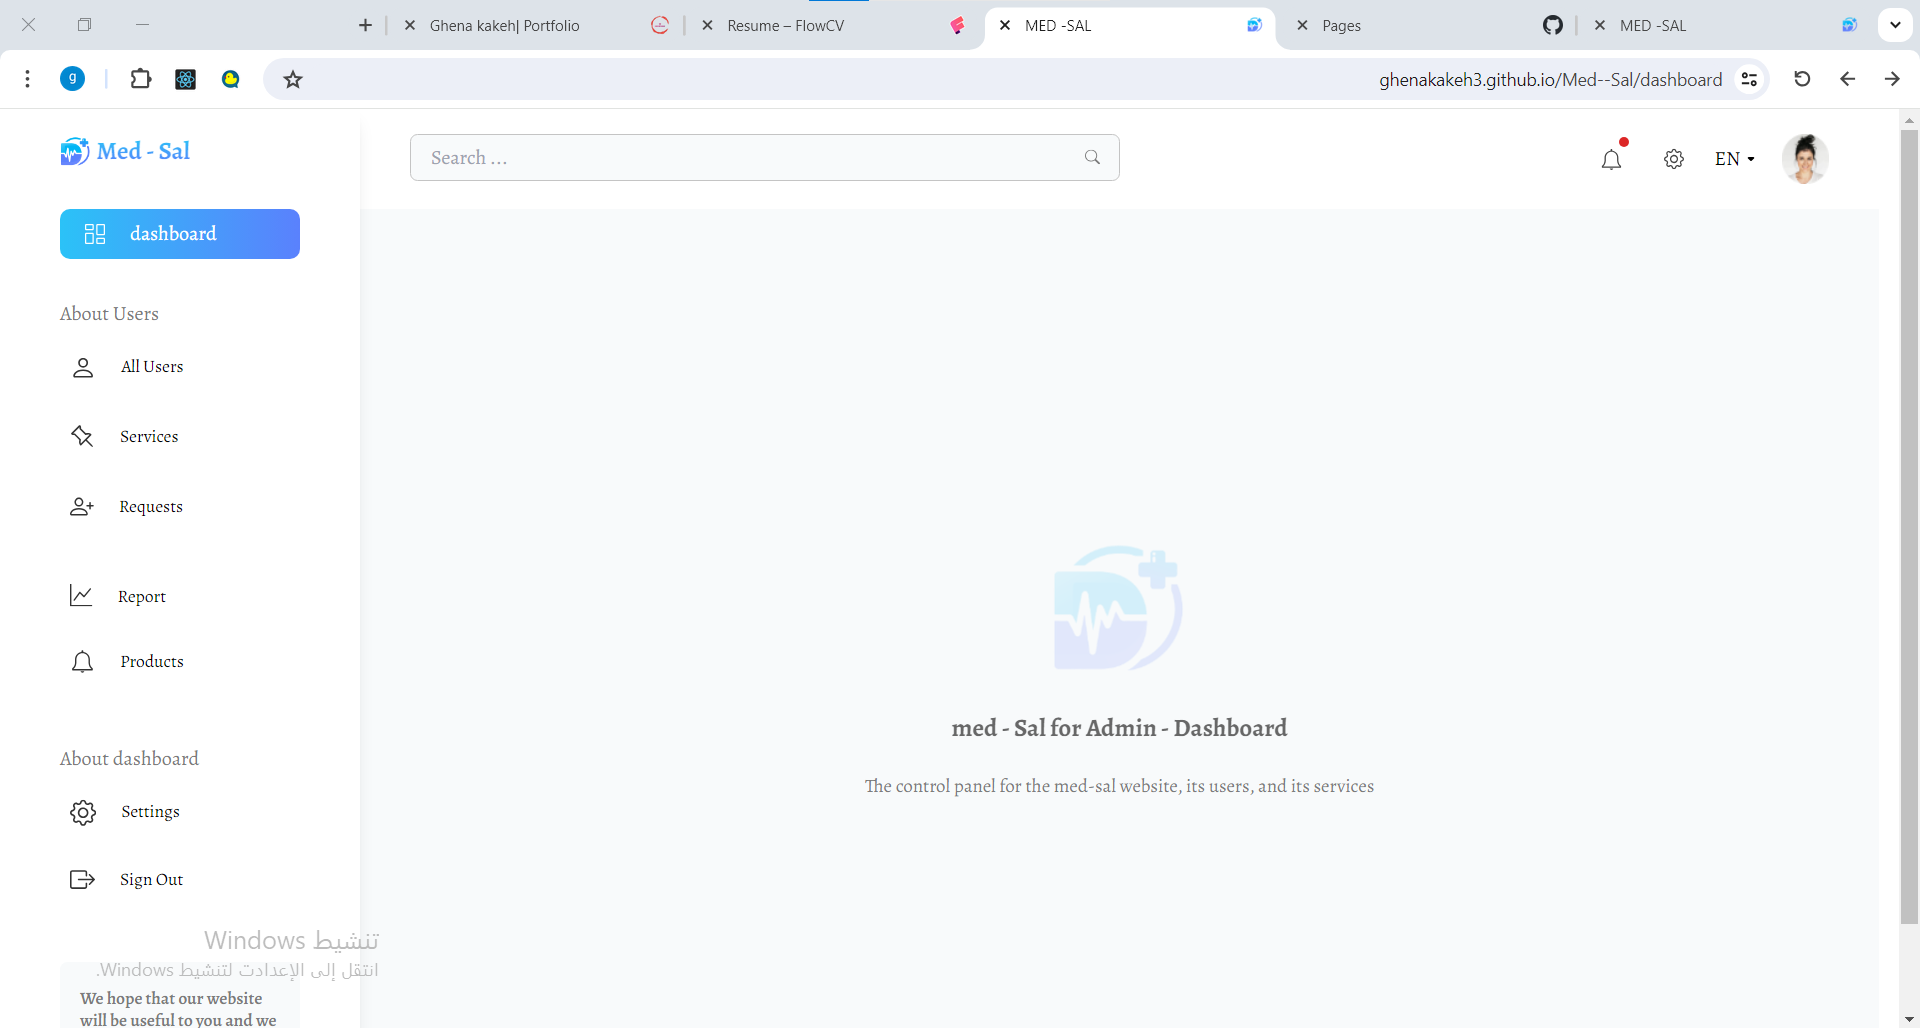 Ghena kakeh| Portfolio
Resume – FlowCV
MED -SAL
Pages
MED -SAL
g
ghenakakeh3.github.io/Med--Sal/dashboard
Med - Sal
Search ...
EN
dashboard
About Users
All Users
Services
Requests
Report
Products
About dashboard
Settings
Sign Out
med - Sal for Admin - Dashboard
The control panel for the med-sal website, its users, and its services
تنشيط Windows
انتقل إلى الإعدادت لتنشيط Windows.
We hope that our website
will be useful to you and we